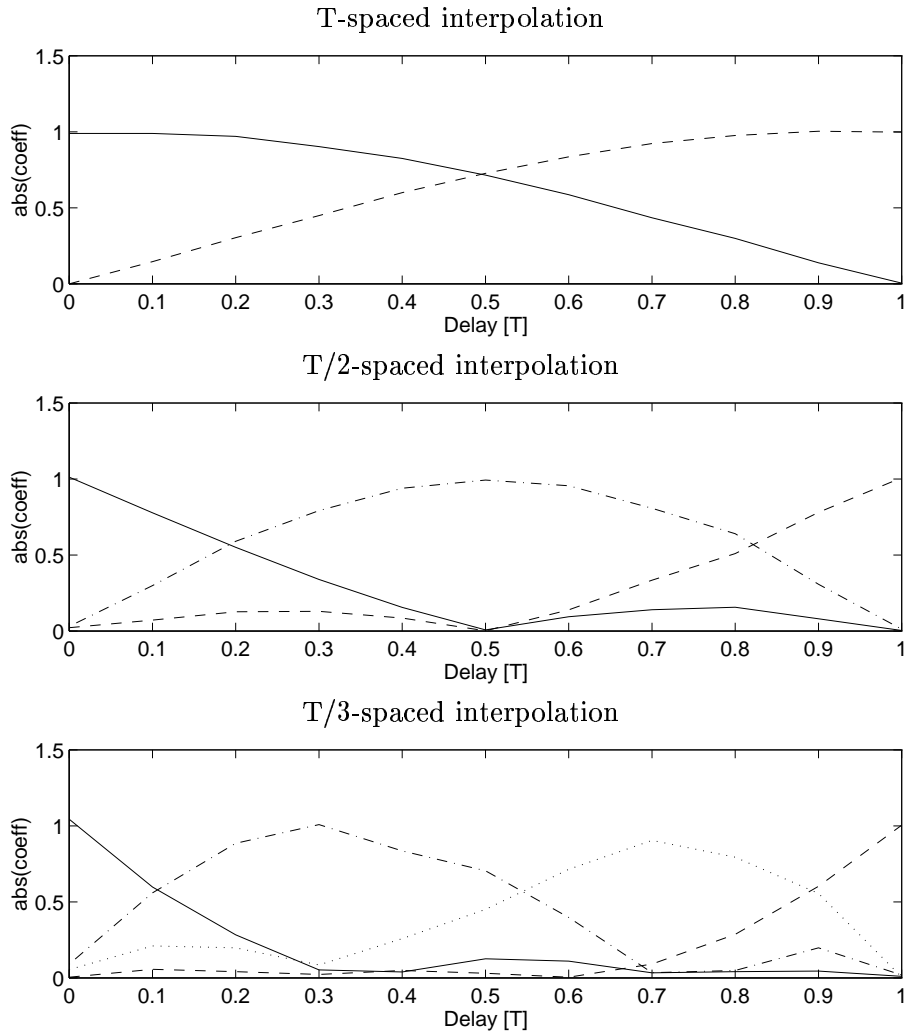 T-spaced interpolation
1.5
1
0.5
0
abs(coeff)
0 0.1 0.2 0.3 0.4 0.5 0.6 0.7 0.8 0.9 1
Delay [T]
T/2-spaced interpolation
1.5
1
0.5
0
abs(coeff)
0 0.1 0.2 0.3 0.4 0.5 0.6 0.7 0.8 0.9 1
Delay [T]
T/3-spaced interpolation
1.5
1
0.5
0
abs(coeff)
0 0.1 0.2 0.3 0.4 0.5 0.6 0.7 0.8 0.9 1
Delay [T]